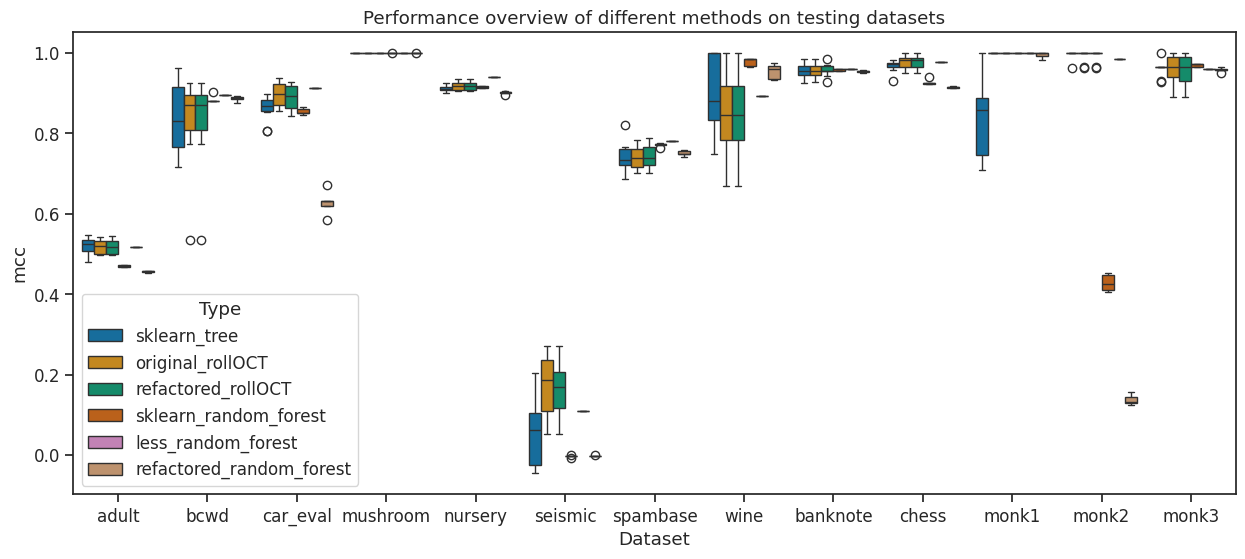 Performance overview of different methods on testing datasets
mcc
1.0
0.8
0.6
0.4
0.2
0.0
Type
sklearn_tree
original_rollOCT
refactored_rollOCT
sklearn_random_forest
less_random_forest
refactored_random_forest
adult bcwd car_eval mushroom nursery seismic spambase wine banknote chess monk1 monk2 monk3
Dataset